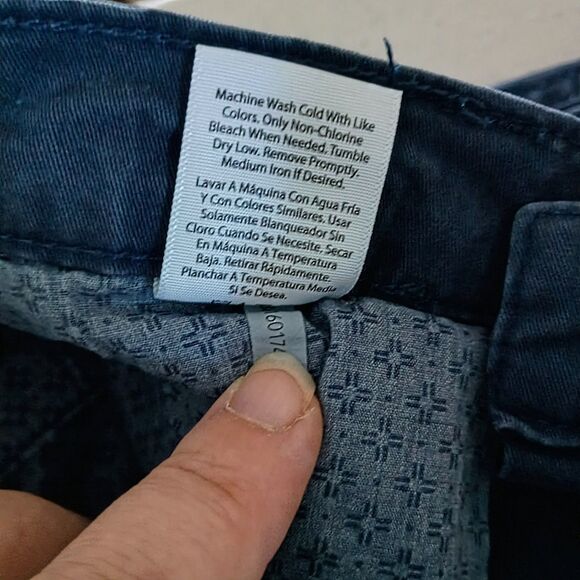 Machine Wash Cold With Like
Colors. Only Non-Chlorine
Bleach When Needed. Tumble
Dry Low. Remove Promptly.
Medium Iron If Desired.
Lavar A Máquina Con Agua Fría
Y Con Colores Similares. Usar
Solamente Blanqueador Sin
Cloro Cuando Se Necesite. Secar
En Máquina A Temperatura
Baja. Retirar Rápidamente.
Planchar A Temperatura Media
Si Se Desea.
6017